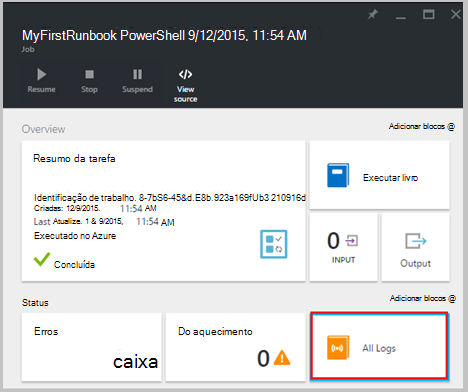 MyFirstRunbook PowerShell 9/12/2015, 11:54 AM
Job
Resume Stop Suspend View source
Overview Adicionar blocos @
Resumo da tarefa
Executar livro
Identificação de trabalho. 8-7bS6-45&d.E8b.923a169fUb3 210916d
Criadas: 12/9/2015, 11:54 AM
Last Atualize. 1 & 9/2015, 11:54 AM
Executado no Azure
Concluída
0 INPUT
Output
Status Adicionar blocos @
Erros
caixa
Do aquecimento
0
All Logs